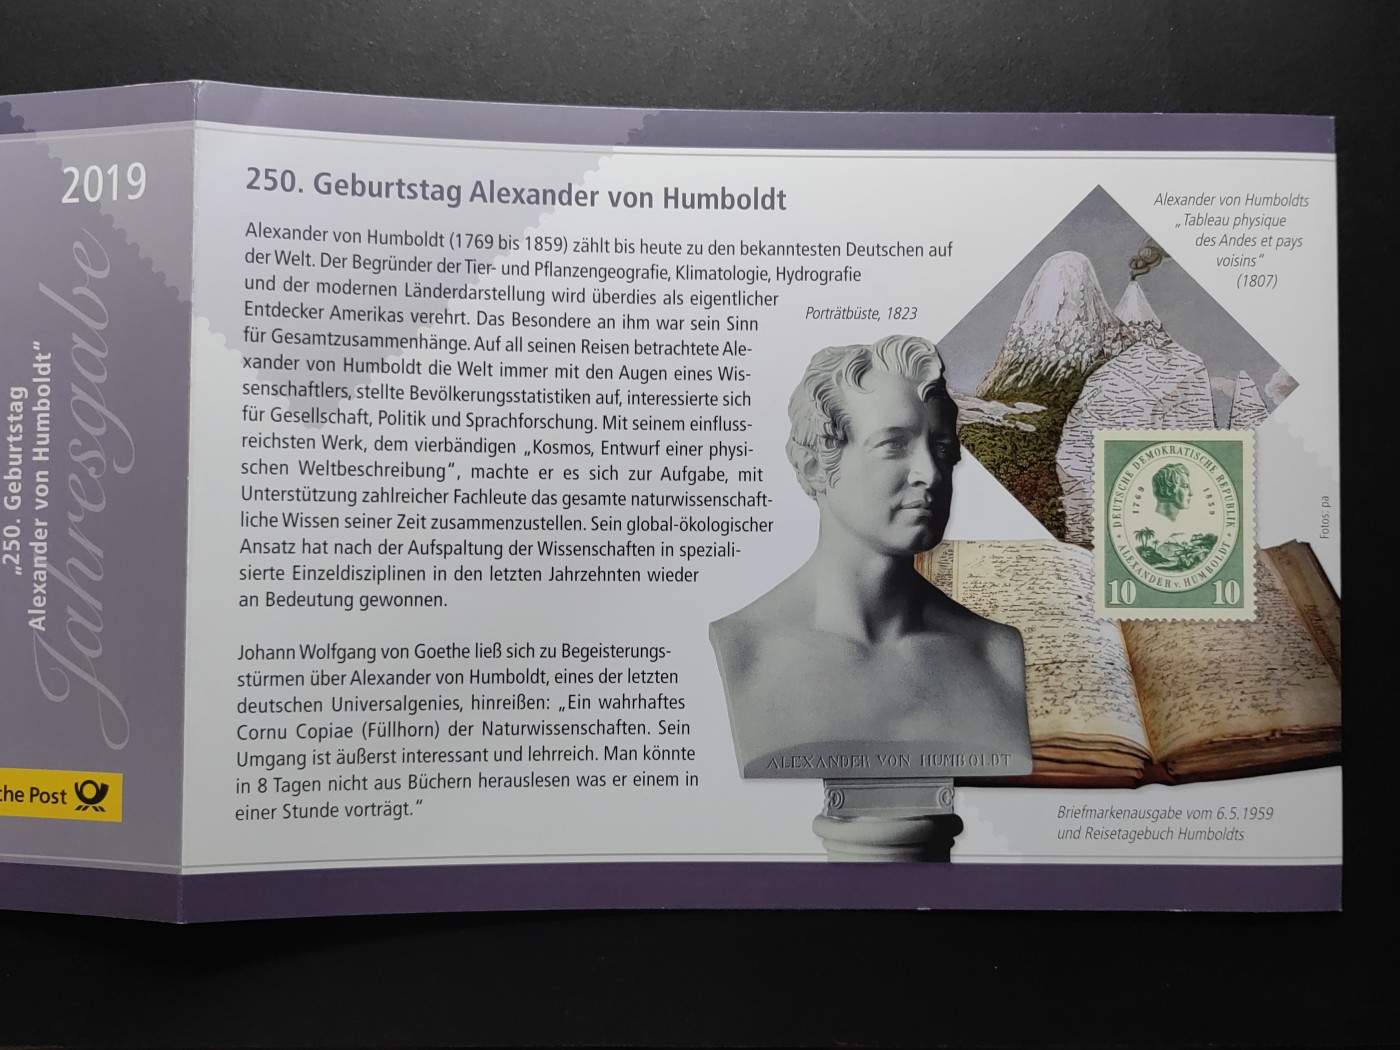 2019
„250. Geburtstag
Alexander von Humboldt“
Jahresgabe
che Post
250. Geburtstag Alexander von Humboldt
Alexander von Humboldt (1769 bis 1859) zählt bis heute zu den bekanntesten Deutschen auf
der Welt. Der Begründer der Tier- und Pflanzengeografie, Klimatologie, Hydrografie
und der modernen Länderdarstellung wird überdies als eigentlicher
Entdecker Amerikas verehrt. Das Besondere an ihm war sein Sinn
für Gesamtzusammenhänge. Auf all seinen Reisen betrachtete Ale-
xander von Humboldt die Welt immer mit den Augen eines Wis-
senschaftlers, stellte Bevölkerungsstatistiken auf, interessierte sich
für Gesellschaft, Politik und Sprachforschung. Mit seinem einfluss-
reichsten Werk, dem vierbändigen „Kosmos, Entwurf einer physi-
schen Weltbeschreibung“, machte er es sich zur Aufgabe, mit
Unterstützung zahlreicher Fachleute das gesamte naturwissenschaft-
liche Wissen seiner Zeit zusammenzustellen. Sein global-ökologischer
Ansatz hat nach der Aufspaltung der Wissenschaften in speziali-
sierte Einzeldisziplinen in den letzten Jahrzehnten wieder
an Bedeutung gewonnen.
Johann Wolfgang von Goethe ließ sich zu Begeisterungs-
stürmen über Alexander von Humboldt, eines der letzten
deutschen Universalgenies, hinreißen: „Ein wahrhaftes
Cornu Copiae (Füllhorn) der Naturwissenschaften. Sein
Umgang ist äußerst interessant und lehrreich. Man könnte
in 8 Tagen nicht aus Büchern herauslesen was er einem in
einer Stunde vorträgt.“
Porträtbüste, 1823
ALEXANDER VON HUMBOLDT
Alexander von Humboldts
„Tableau physique
des Andes et pays
voisins“
(1807)
DEUTSCHE DEMOKRATISCHE REPUBLIK
1769
1859
ALEXANDER v. HUMBOLDT
10 10
Fotos: pa
Briefmarkenausgabe vom 6.5.1959
und Reisetagebuch Humboldts